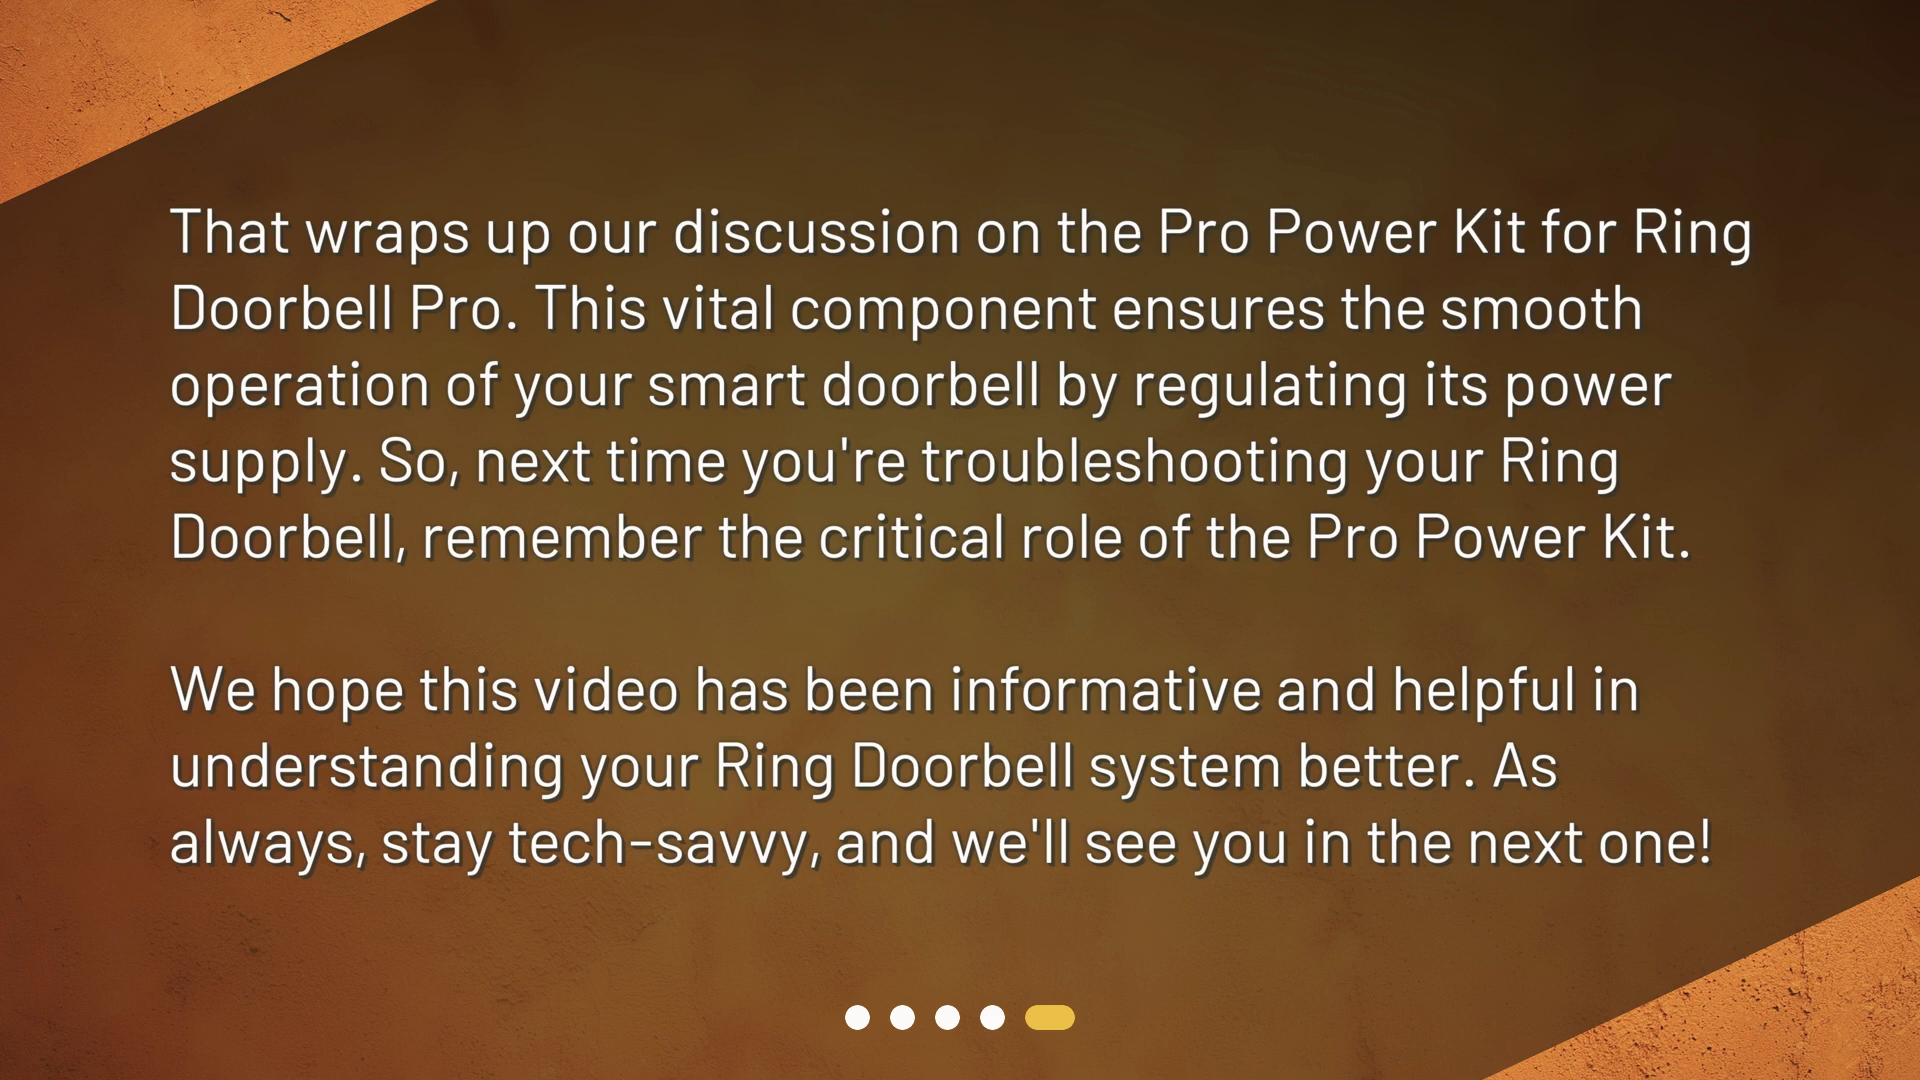 That wraps up our discussion on the Pro Power Kit for Ring
Doorbell Pro. This vital component ensures the smooth
operation of your smart doorbell by regulating its power
supply. So, next time you're troubleshooting your Ring
Doorbell, remember the critical role of the Pro Power Kit.
We hope this video has been informative and helpful in
understanding your Ring Doorbell system better. As
always, stay tech-savvy, and we'll see you in the next one!